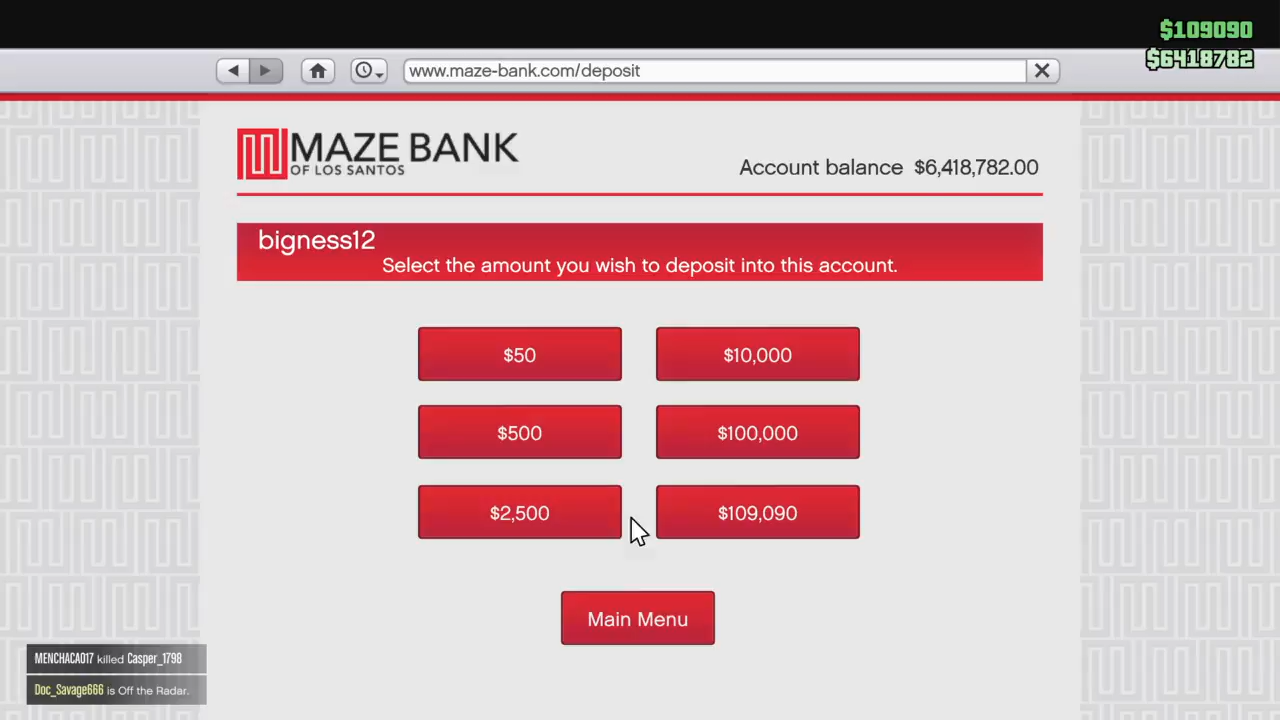 $109090
$6418782
www.maze-bank.com/deposit
MAZE BANK
OF LOS SANTOS
Account balance $6,418,782.00
bigness12
Select the amount you wish to deposit into this account.
$50 $10,000
$500 $100,000
$2,500 $109,090
Main Menu
MENCHACA017 killed Casper_1798
Doc_Savage666 is Off the Radar.